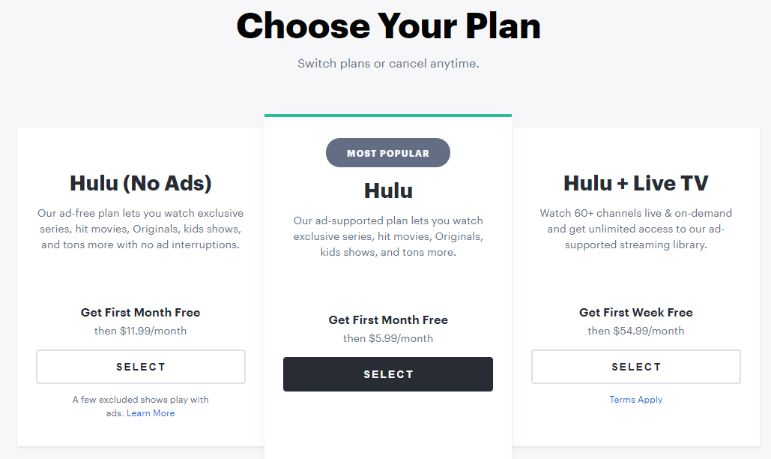 Choose Your Plan
Switch plans or cancel anytime.
Hulu (No Ads)
Our ad-free plan lets you watch exclusive
series, hit movies, Originals, kids shows,
and tons more with no ad interruptions.
Get First Month Free
then $11.99/month
SELECT
A few excluded shows play with
ads. Learn More
MOST POPULAR
Hulu
Our ad-supported plan lets you watch
exclusive series, hit movies, Originals,
kids shows, and tons more.
Get First Month Free
then $5.99/month
SELECT
Hulu + Live TV
Watch 60+ channels live & on-demand
and get unlimited access to our ad-
supported streaming library.
Get First Week Free
then $54.99/month
SELECT
Terms Apply